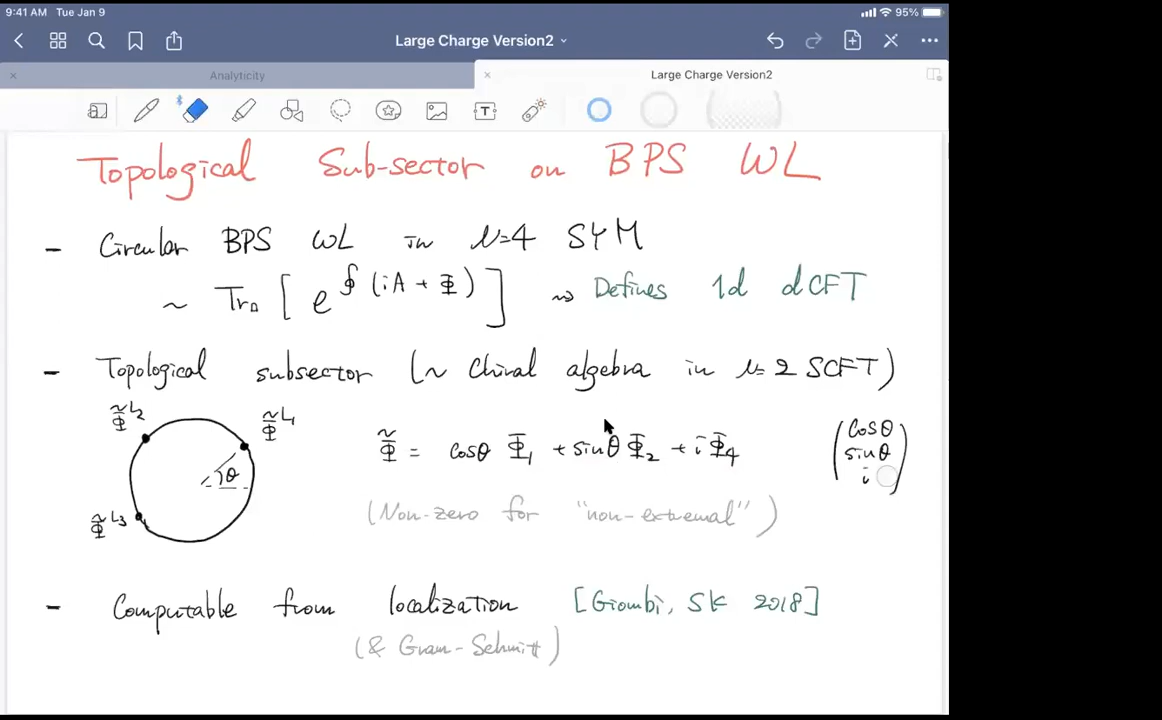 9:41 AM Tue Jan 9
95%
Large Charge Version2
Analyticity
Large Charge Version2
Topological Sub-sector on BPS WL
- Circular BPS WL in N=4 SYM
~ Tr□ [ e^∮(iA + Φ) ] ⇝ Defines 1d dCFT
- Topological subsector (~ Chiral algebra in N=2 SCFT)
Φ̃^L2
Φ̃^L1
θ
Φ̃^L3
Φ̃ = cosθ Φ1 + sinθ Φ2 + i Φ4
(cosθ
sinθ
i)
(Non-zero for "non-extremal")
- Computable from localization [Giombi, SK 2018]
(& Gram-Schmitt)